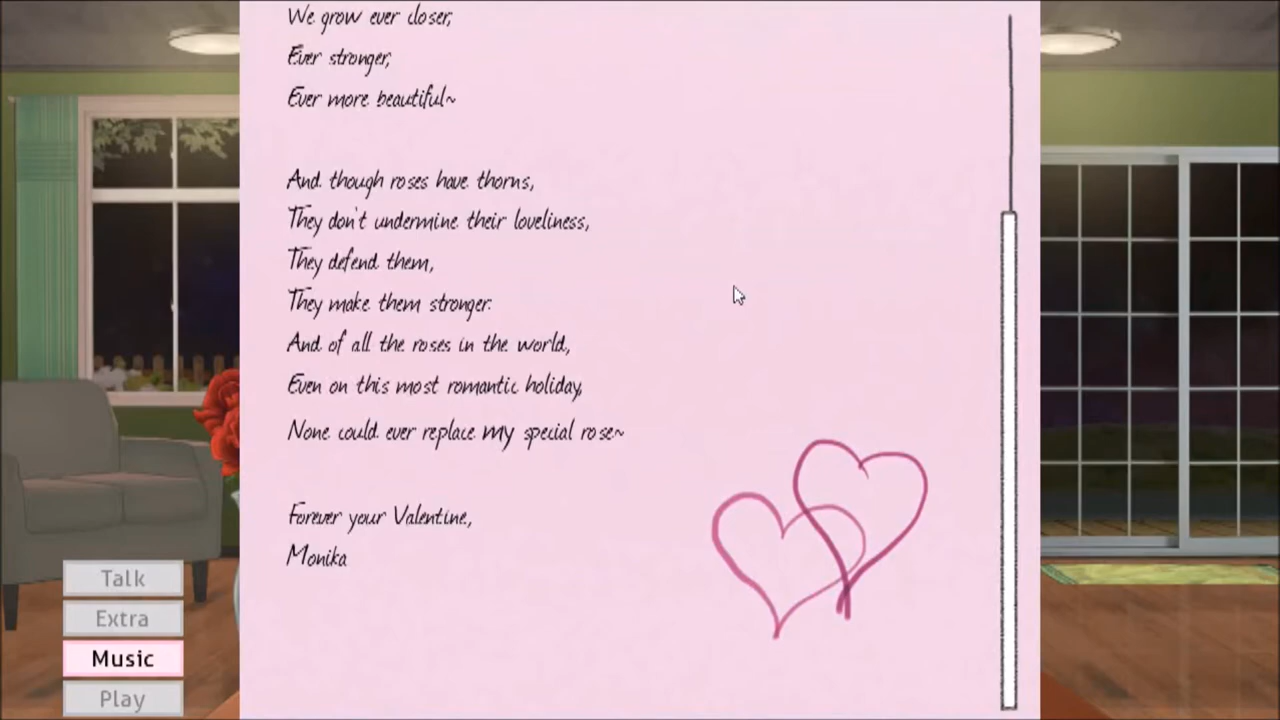 We grow ever closer,
Ever stronger,
Ever more beautiful~
And though roses have thorns,
They don't undermine their loveliness,
They defend them,
They make them stronger.
And of all the roses in the world,
Even on this most romantic holiday,
None could ever replace my special rose~
Forever your Valentine,
Monika
Talk
Extra
Music
Play